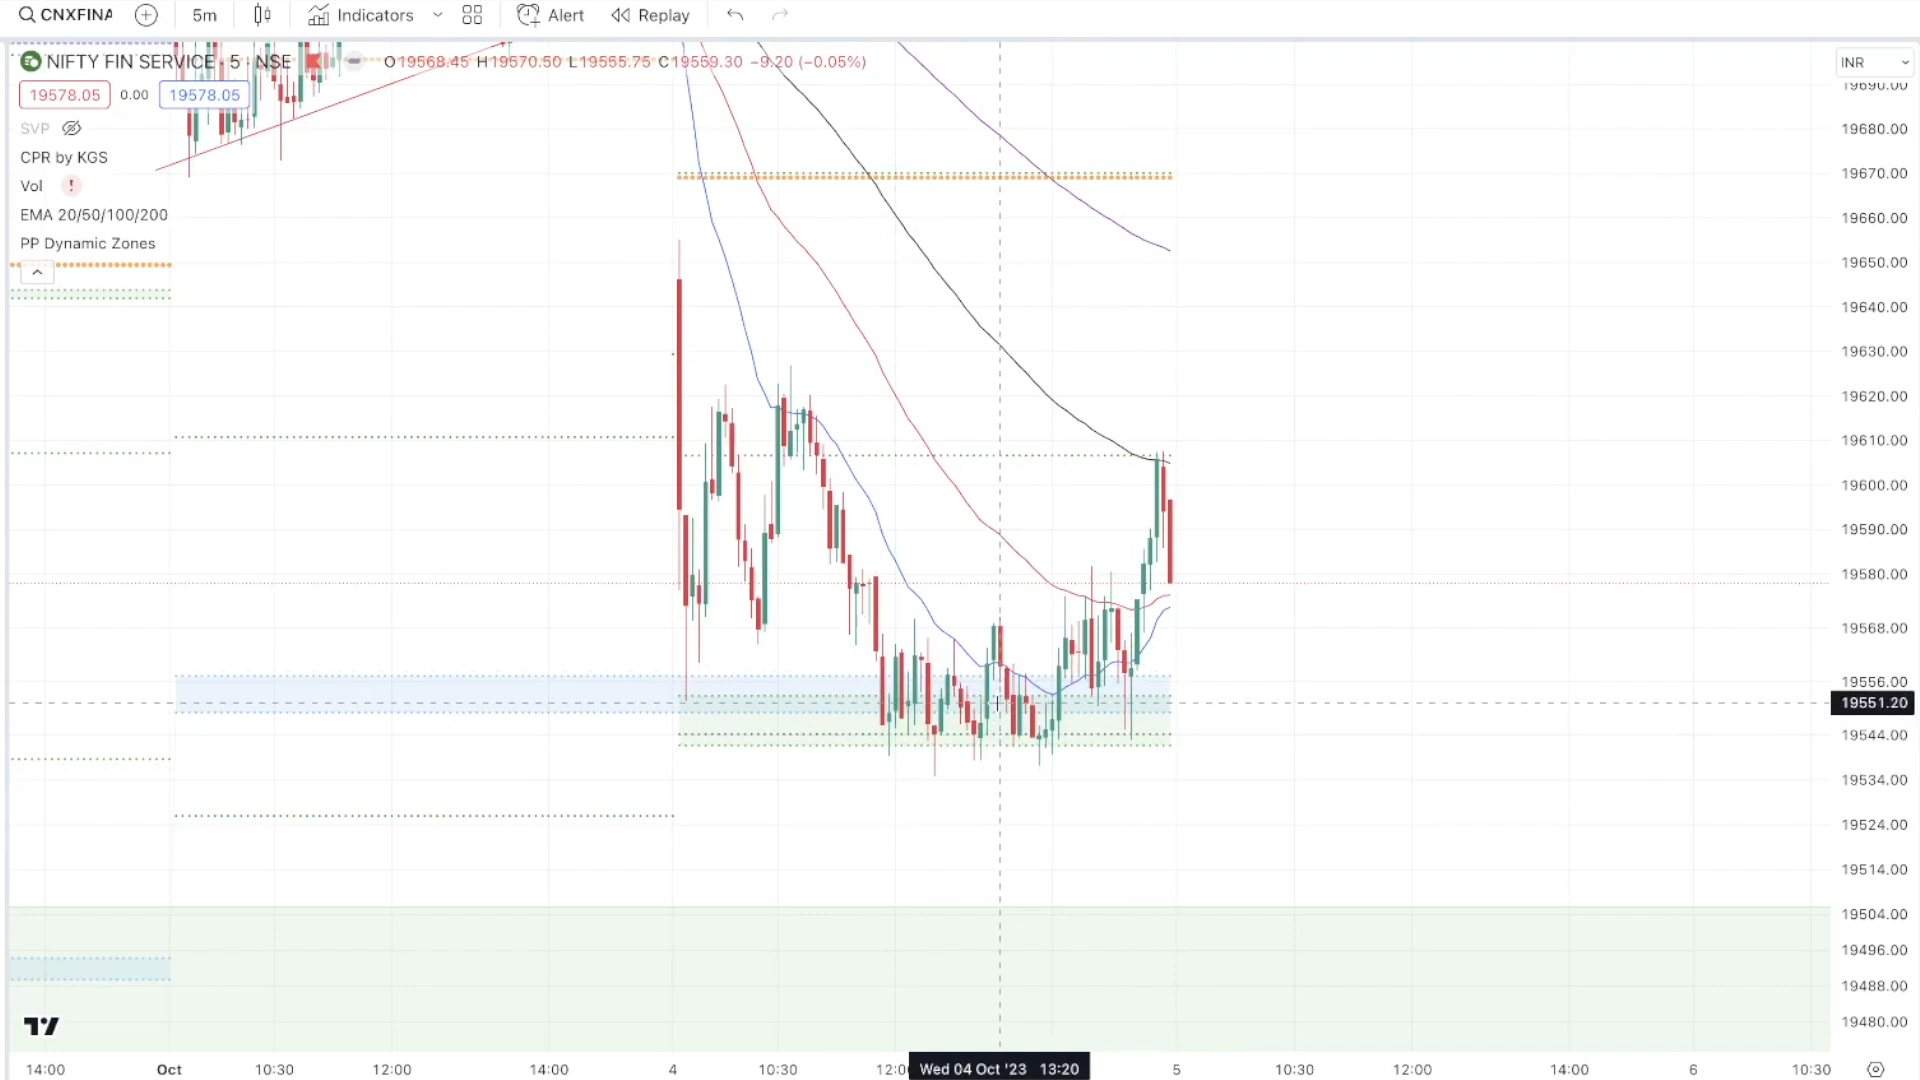 CNXFINA 5m Indicators Alert Replay
NIFTY FIN SERVICE · 5 · NSE O19568.45 H19570.50 L19555.75 C19559.30 −9.20 (−0.05%)
INR
19578.05 0.00 19578.05
SVP
CPR by KGS
Vol !
EMA 20/50/100/200
PP Dynamic Zones
19690.00
19680.00
19670.00
19660.00
19650.00
19640.00
19630.00
19620.00
19610.00
19600.00
19590.00
19580.00
19568.00
19556.00
19551.20
19544.00
19534.00
19524.00
19514.00
19504.00
19496.00
19488.00
19480.00
14:00 Oct 10:30 12:00 14:00 4 10:30 12:00 Wed 04 Oct '23 13:20 5 10:30 12:00 14:00 6 10:30